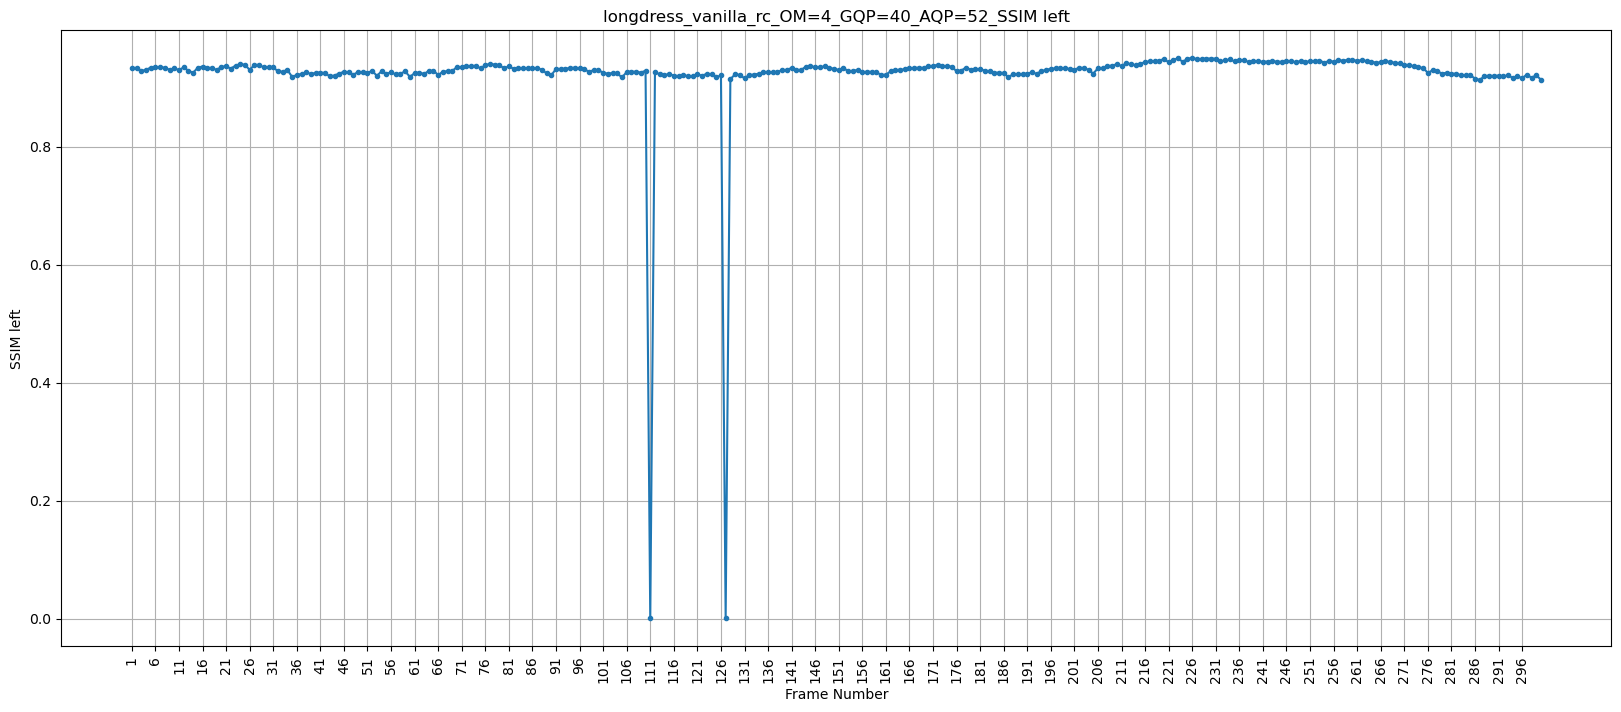 longdress_vanilla_rc_OM=4_GQP=40_AQP=52_SSIM left
SSIM left
0.8
0.6
0.4
0.2
0.0
1 6 11 16 21 26 31 36 41 46 51 56 61 66 71 76 81 86 91 96 101 106 111 116 121 126 131 136 141 146 151 156 161 166 171 176 181 186 191 196 201 206 211 216 221 226 231 236 241 246 251 256 261 266 271 276 281 286 291 296
Frame Number